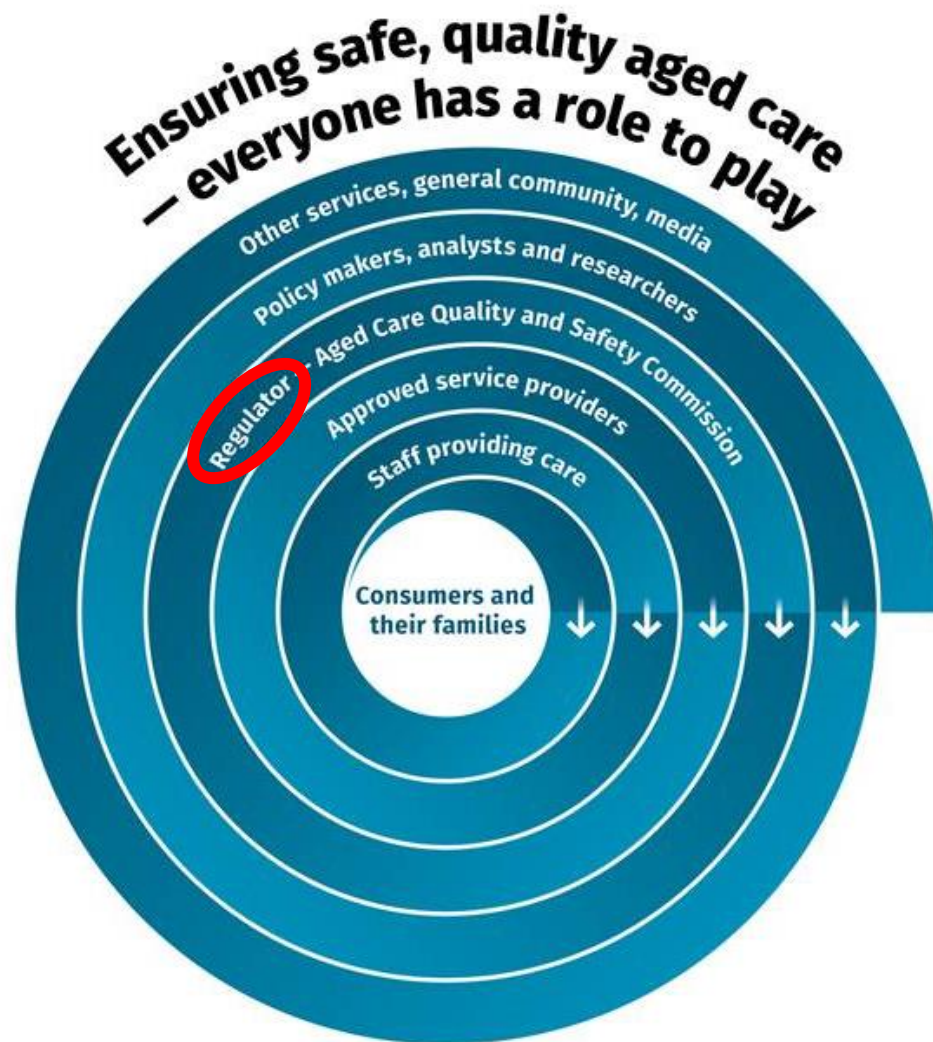 Ensuring safe, quality aged care
– everyone has a role to play
Other services, general community, media
Policy makers, analysts and researchers
Regulator – Aged Care Quality and Safety Commission
Approved service providers
Staff providing care
Consumers and
their families